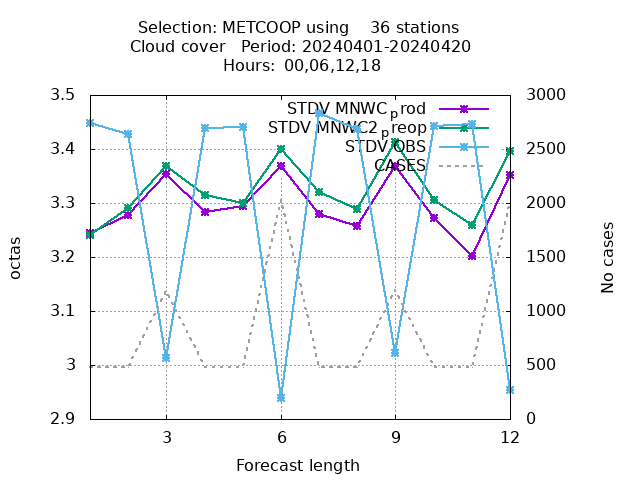 Selection: METCOOP using 36 stations
Cloud cover Period: 20240401-20240420
Hours: 00,06,12,18
3.5
3.4
3.3
3.2
3.1
3
2.9
octas
3000
2500
2000
1500
1000
500
0
No cases
STDV MNWC_prod
STDV MNWC2_preop
STDV OBS
CASES
3
6
9
12
Forecast length